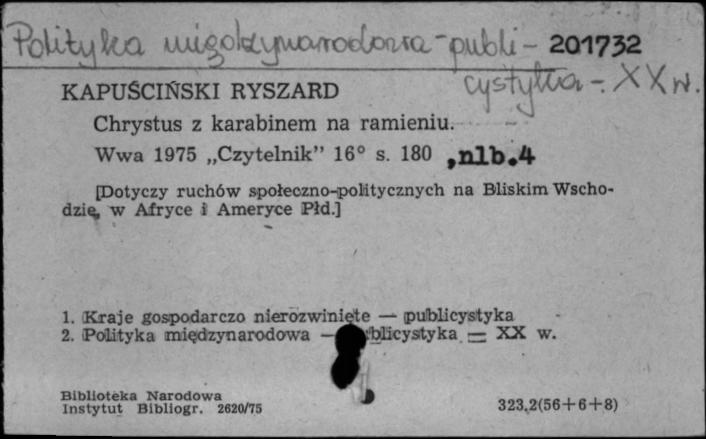 Polityka międzynarodowa - publi- 201732
cystyka - XX w.
KAPUŚCIŃSKI RYSZARD
Chrystus z karabinem na ramieniu.
Wwa 1975 „Czytelnik” 16° s. 180 ,nlb.4
[Dotyczy ruchów społeczno-politycznych na Bliskim Wscho-
dzie, w Afryce i Ameryce Płd.]
1. Kraje gospodarczo nierozwinięte — publicystyka
2. Polityka międzynarodowa — blicystyka = XX w.
Biblioteka Narodowa
Instytut Bibliogr. 2620/75 323.2(56+6+8)